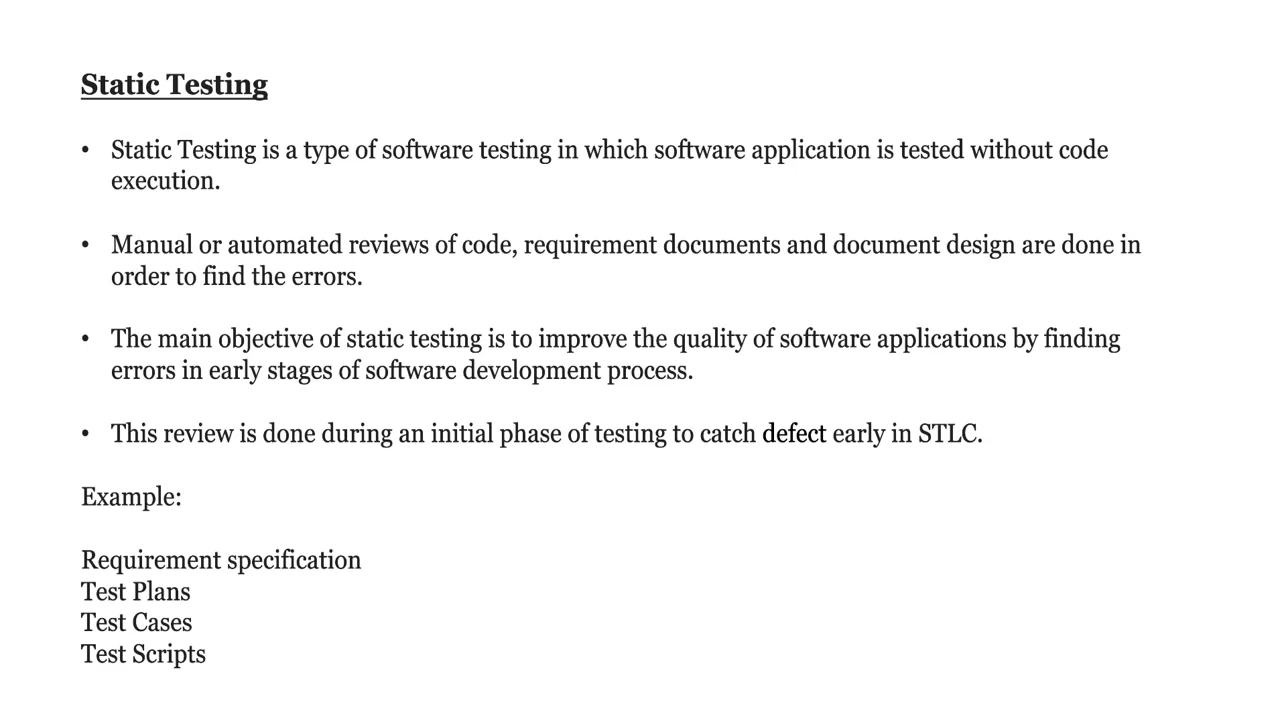 Static Testing
• Static Testing is a type of software testing in which software application is tested without code
execution.
• Manual or automated reviews of code, requirement documents and document design are done in
order to find the errors.
• The main objective of static testing is to improve the quality of software applications by finding
errors in early stages of software development process.
• This review is done during an initial phase of testing to catch defect early in STLC.
Example:
Requirement specification
Test Plans
Test Cases
Test Scripts